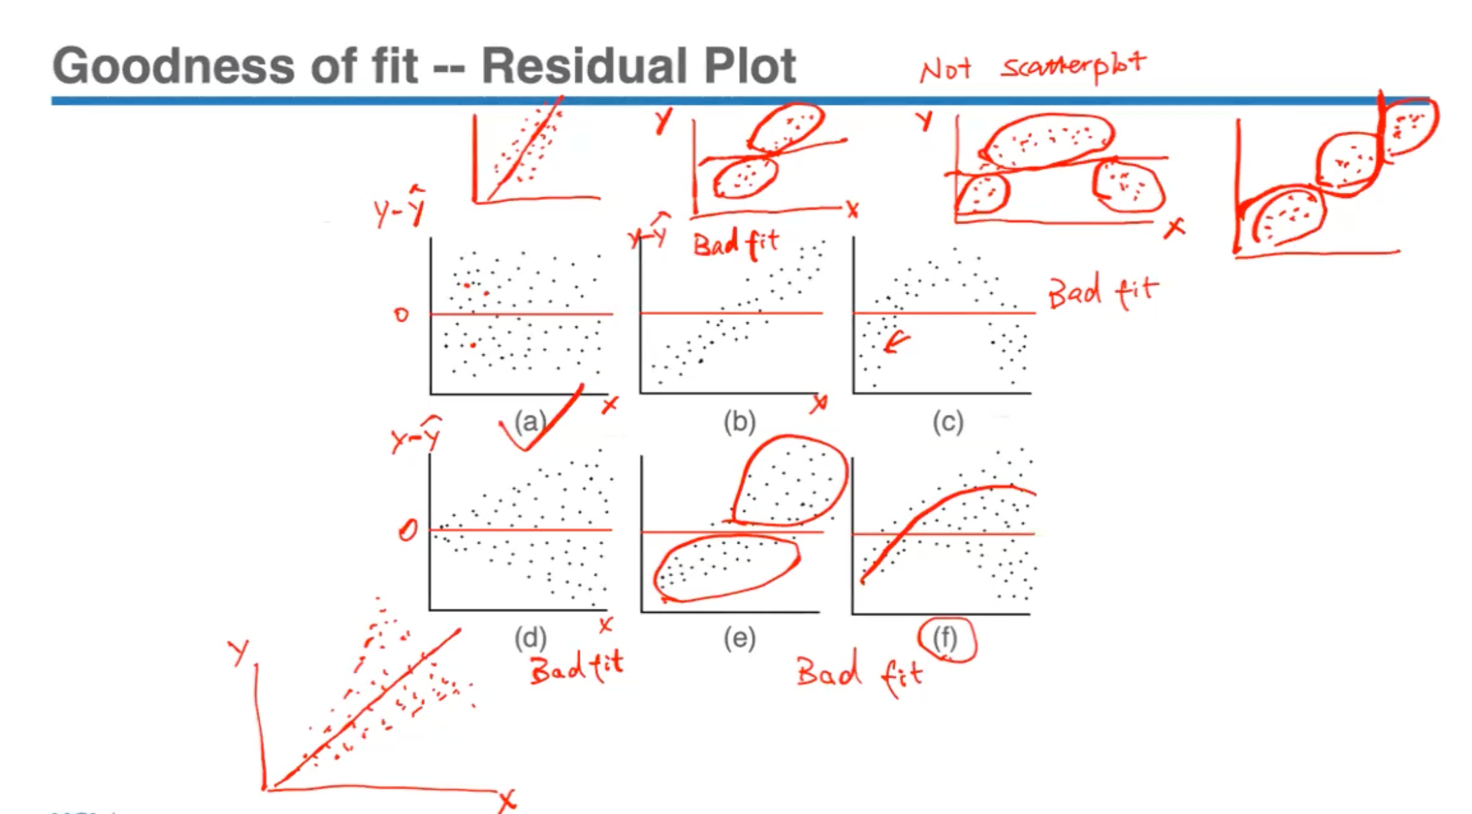 Goodness of fit -- Residual Plot
Not scatterplot
Y
Y
y-ŷ
X
X
y-ŷ
Bad fit
Bad fit
0
(a)
X
(b)
X
(c)
y-ŷ
0
(d)
X
(e)
(f)
Bad fit
Bad fit
Y
X